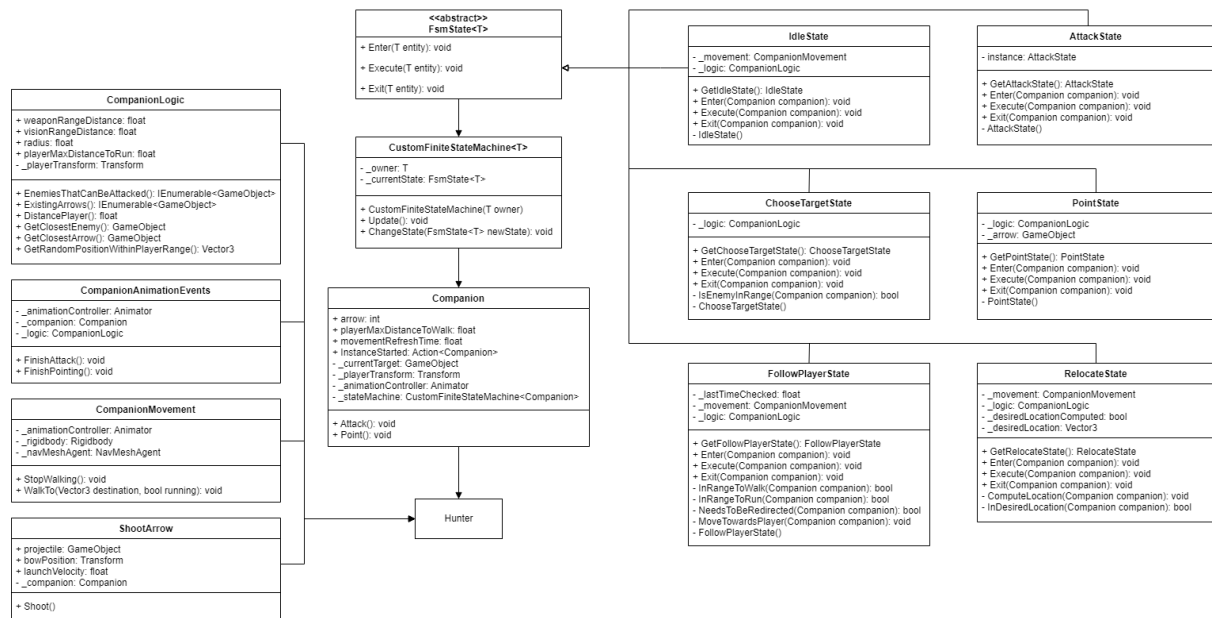 <<abstract>>
FsmState<T>
+ Enter(T entity): void
+ Execute(T entity): void
+ Exit(T entity): void
CompanionLogic
+ weaponRangeDistance: float
+ visionRangeDistance: float
+ radius: float
+ playerMaxDistanceToRun: float
- _playerTransform: Transform
+ EnemiesThatCanBeAttacked(): IEnumerable<GameObject>
+ ExistingArrows(): IEnumerable<GameObject>
+ DistancePlayer(): float
+ GetClosestEnemy(): GameObject
+ GetClosestArrow(): GameObject
+ GetRandomPositionWithinPlayerRange(): Vector3
CompanionAnimationEvents
- _animationController: Animator
- _companion: Companion
- _logic: CompanionLogic
+ FinishAttack(): void
+ FinishPointing(): void
CompanionMovement
- _animationController: Animator
- _rigidbody: Rigidbody
- _navMeshAgent: NavMeshAgent
+ StopWalking(): void
+ WalkTo(Vector3 destination, bool running): void
ShootArrow
+ projectile: GameObject
+ bowPosition: Transform
+ launchVelocity: float
- _companion: Companion
+ Shoot()
CustomFiniteStateMachine<T>
- _owner: T
- _currentState: FsmState<T>
+ CustomFiniteStateMachine(T owner)
+ Update(): void
+ ChangeState(FsmState<T> newState): void
Companion
+ arrow: int
+ playerMaxDistanceToWalk: float
+ movementRefreshTime: float
+ InstanceStarted: Action<Companion>
- _currentTarget: GameObject
- _playerTransform: Transform
- _animationController: Animator
- _stateMachine: CustomFiniteStateMachine<Companion>
+ Attack(): void
+ Point(): void
Hunter
IdleState
- _movement: CompanionMovement
- _logic: CompanionLogic
+ GetIdleState(): IdleState
+ Enter(Companion companion): void
+ Execute(Companion companion): void
+ Exit(Companion companion): void
- IdleState()
AttackState
- instance: AttackState
+ GetAttackState(): AttackState
+ Enter(Companion companion): void
+ Execute(Companion companion): void
+ Exit(Companion companion): void
- AttackState()
ChooseTargetState
- _logic: CompanionLogic
+ GetChooseTargetState(): ChooseTargetState
+ Enter(Companion companion): void
+ Execute(Companion companion): void
+ Exit(Companion companion): void
- IsEnemyInRange(Companion companion): bool
- ChooseTargetState()
PointState
- _logic: CompanionLogic
- _arrow: GameObject
+ GetPointState(): PointState
+ Enter(Companion companion): void
+ Execute(Companion companion): void
+ Exit(Companion companion): void
- PointState()
FollowPlayerState
- _lastTimeChecked: float
- _movement: CompanionMovement
- _logic: CompanionLogic
+ GetFollowPlayerState(): FollowPlayerState
+ Enter(Companion companion): void
+ Execute(Companion companion): void
+ Exit(Companion companion): void
- InRangeToWalk(Companion companion): bool
- InRangeToRun(Companion companion): bool
- NeedsToBeRedirected(Companion companion): bool
- MoveTowardsPlayer(Companion companion): void
- FollowPlayerState()
RelocateState
- _movement: CompanionMovement
- _logic: CompanionLogic
- _desiredLocationComputed: bool
- _desiredLocation: Vector3
+ GetRelocateState(): RelocateState
+ Enter(Companion companion): void
+ Execute(Companion companion): void
+ Exit(Companion companion): void
- ComputeLocation(Companion companion): void
- InDesiredLocation(Companion companion): bool